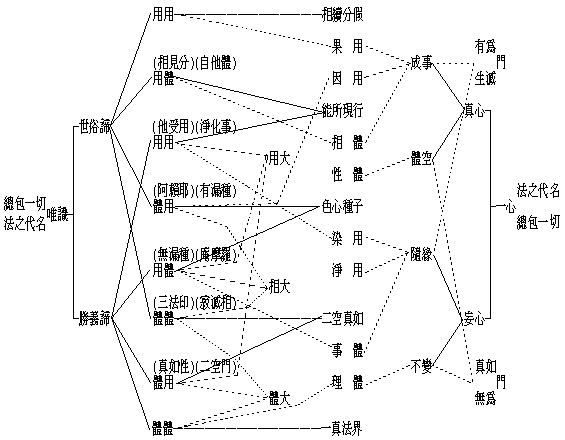 總包一切
法之代名
唯識
世俗諦
勝義諦
用用
(相見分)(自他體)
用體
(他受用)(淨化事)
用用
(阿賴耶)(有漏種)
體用
(無漏種)(庵摩羅)
用體
(三法印)(寂滅相)
體體
(真如性)(二空門)
體用
體體
用大
相大
體大
相續分假
果 用
因 用
能所現行
相 體
性 體
色心種子
染 用
淨 用
二空真如
事 體
理 體
一真法界
成事
體空
隨緣
不變
有為
門
生滅
真心
妄心
真如
門
無為
心
法之代名
總包一切